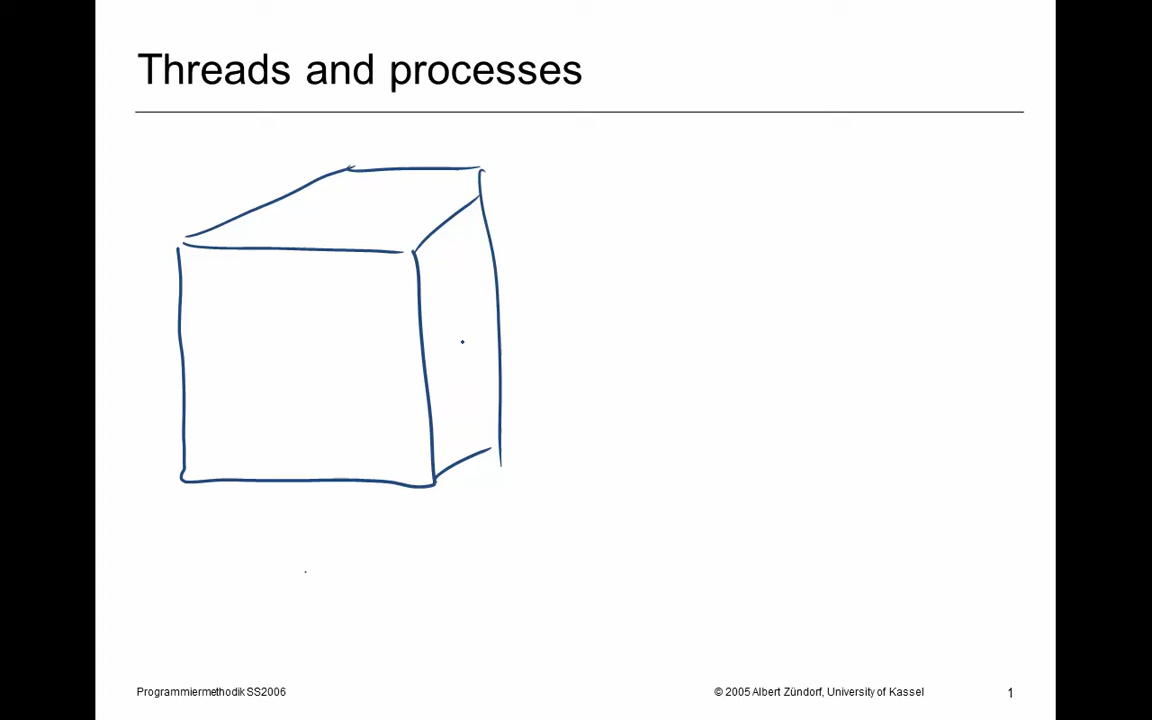 Threads and processes
Programmiermethodik SS2006
© 2005 Albert Zündorf, University of Kassel
1